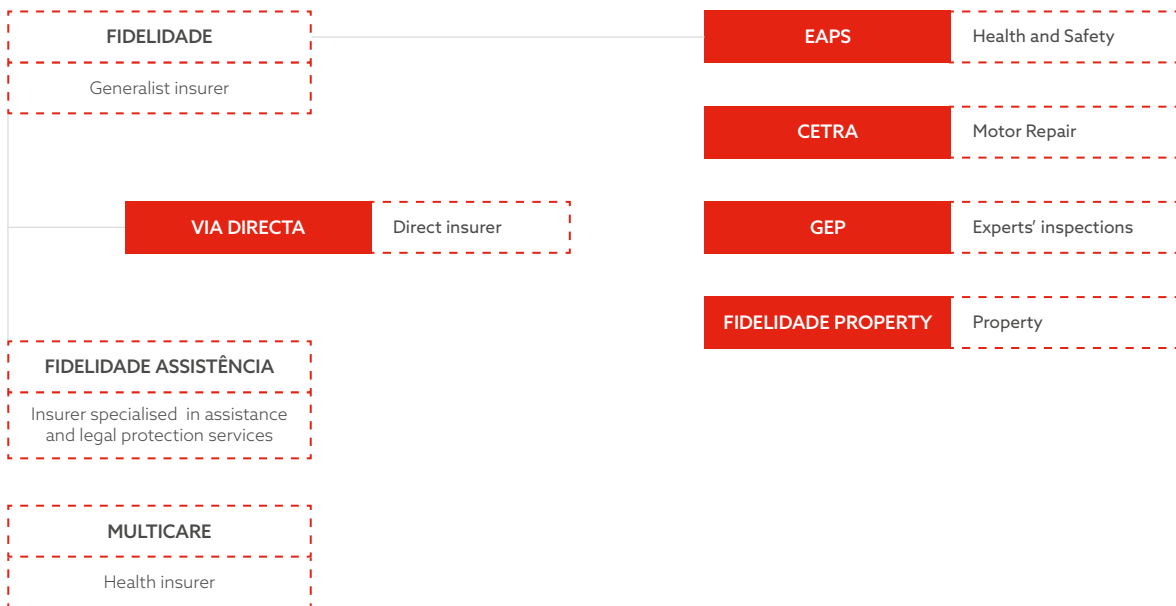 FIDELIDADE
Generalist insurer
EAPS
Health and Safety
CETRA
Motor Repair
VIA DIRECTA
Direct insurer
GEP
Experts’ inspections
FIDELIDADE PROPERTY
Property
FIDELIDADE ASSISTÊNCIA
Insurer specialised in assistance
and legal protection services
MULTICARE
Health insurer